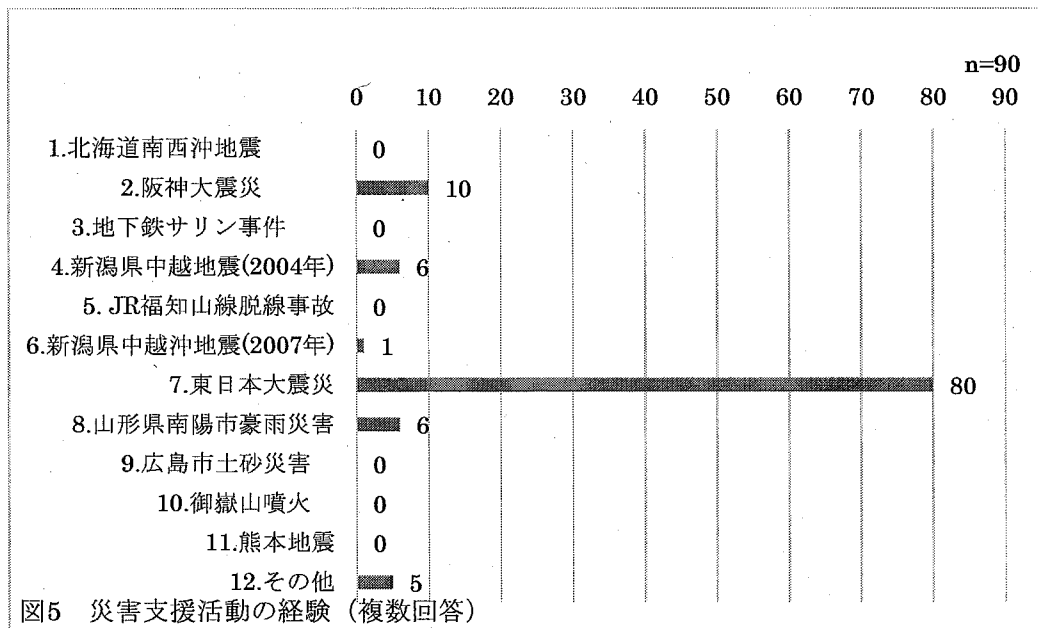 n=90
0 10 20 30 40 50 60 70 80 90
1.北海道南西沖地震 0
2.阪神大震災 10
3.地下鉄サリン事件 0
4.新潟県中越地震(2004年) 6
5. JR福知山線脱線事故 0
6.新潟県中越沖地震(2007年) 1
7.東日本大震災 80
8.山形県南陽市豪雨災害 6
9.広島市土砂災害 0
10.御嶽山噴火 0
11.熊本地震 0
12.その他 5
図5 災害支援活動の経験（複数回答）